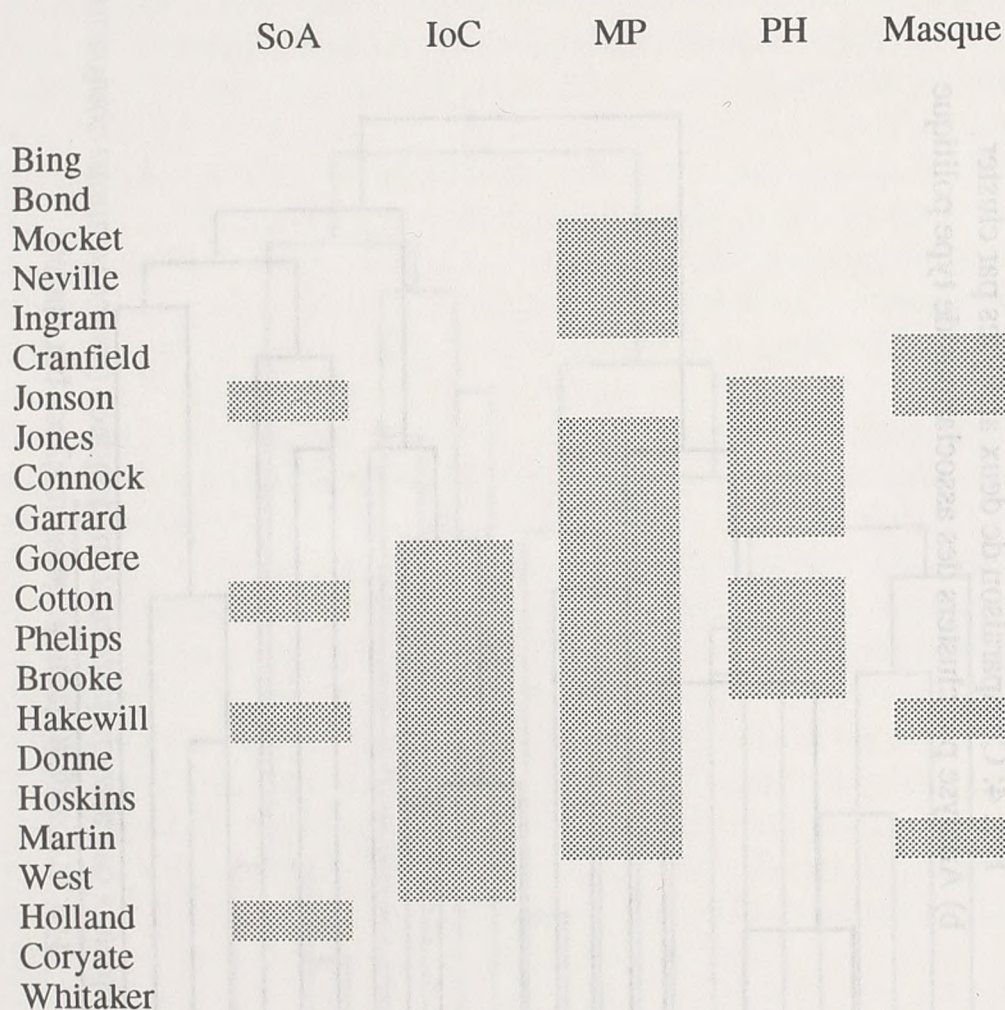 SoA IoC MP PH Masque
Bing
Bond
Mocket
Neville
Ingram
Cranfield
Jonson
Jones
Connock
Garrard
Goodere
Cotton
Phelips
Brooke
Hakewill
Donne
Hoskins
Martin
West
Holland
Coryate
Whitaker